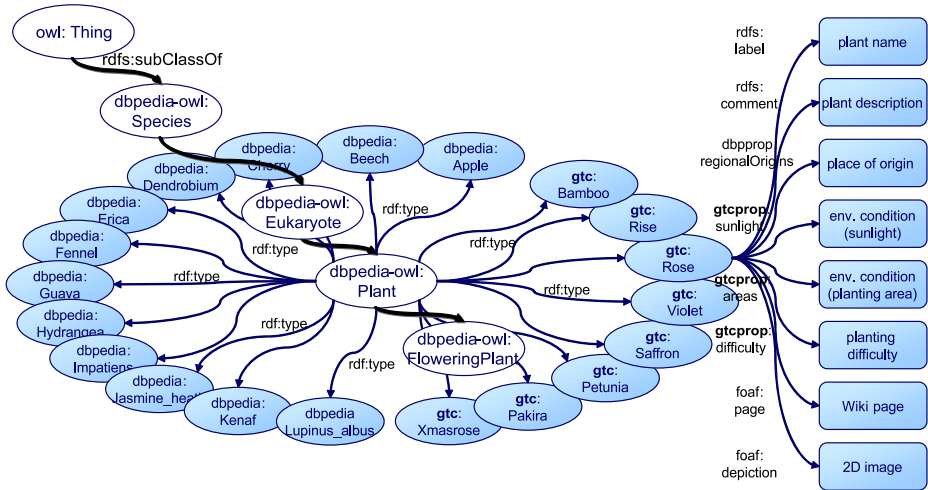 owl: Thing
rdfs:subClassOf
dbpedia-owl:
Species
dbpedia:
Cherry
dbpedia:
Beech
dbpedia:
Apple
dbpedia:
Dendrobium
dbpedia-owl:
Eukaryote
dbpedia:
Erica
dbpedia:
Fennel
dbpedia:
Guava
dbpedia:
Hydrangea
dbpedia:
Impatiens
dbpedia:
Jasmine_heath
dbpedia:
Kenaf
dbpedia
Lupinus_albus
rdf:type
rdf:type
rdf:type
rdf:type
rdf:type
rdf:type
dbpedia-owl:
Plant
dbpedia-owl:
FloweringPlant
gtc:
Bamboo
gtc:
Rise
gtc:
Rose
gtc:
Violet
gtc:
Saffron
gtc:
Petunia
gtc:
Pakira
gtc:
Xmasrose
rdfs:
label
rdfs:
comment
dbpprop
regionalOrigins
gtcprop:
sunlight
gtcprop:
areas
gtcprop:
difficulty
foaf:
page
foaf:
depiction
plant name
plant description
place of origin
env. condition
(sunlight)
env. condition
(planting area)
planting
difficulty
Wiki page
2D image